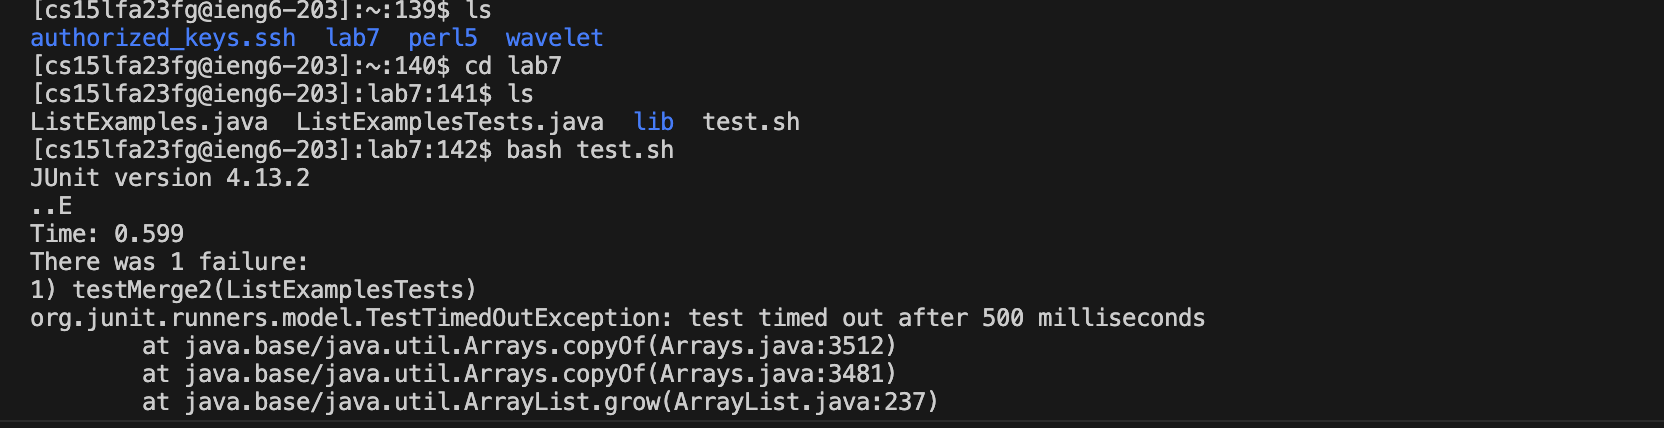 [cs15lfa23fg@ieng6-203]:~:139$ ls
authorized_keys.ssh  lab7  perl5  wavelet
[cs15lfa23fg@ieng6-203]:~:140$ cd lab7
[cs15lfa23fg@ieng6-203]:lab7:141$ ls
ListExamples.java  ListExamplesTests.java  lib  test.sh
[cs15lfa23fg@ieng6-203]:lab7:142$ bash test.sh
JUnit version 4.13.2
..E
Time: 0.599
There was 1 failure:
1) testMerge2(ListExamplesTests)
org.junit.runners.model.TestTimedOutException: test timed out after 500 milliseconds
        at java.base/java.util.Arrays.copyOf(Arrays.java:3512)
        at java.base/java.util.Arrays.copyOf(Arrays.java:3481)
        at java.base/java.util.ArrayList.grow(ArrayList.java:237)